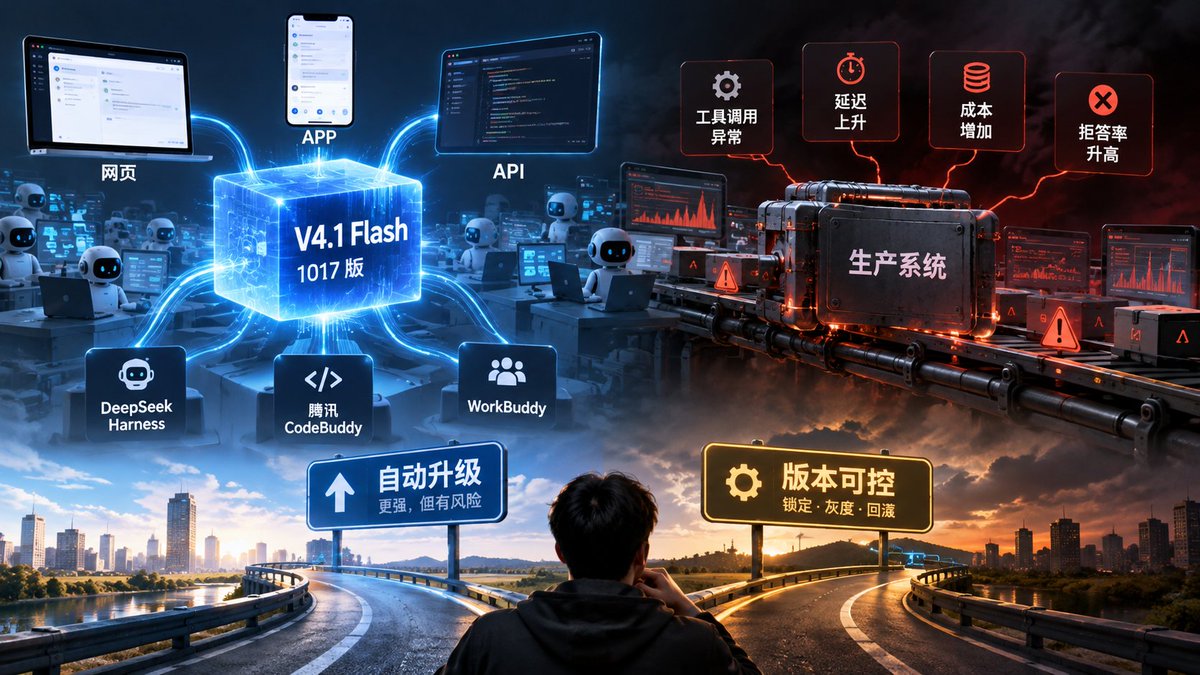 网页
APP
API
V4.1 Flash
1017 版
DeepSeek
Harness
腾讯
CodeBuddy
WorkBuddy
工具调用
异常
延迟
上升
成本
增加
拒答率
升高
生产系统
自动升级
更强，但有风险
版本可控
锁定 · 灰度 · 回滚